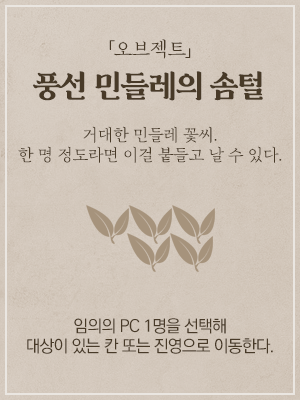 「오브젝트」
풍선 민들레의 솜털
거대한 민들레 꽃씨.
한 명 정도라면 이걸 붙들고 날 수 있다.
임의의 PC 1명을 선택해
대상이 있는 칸 또는 진영으로 이동한다.